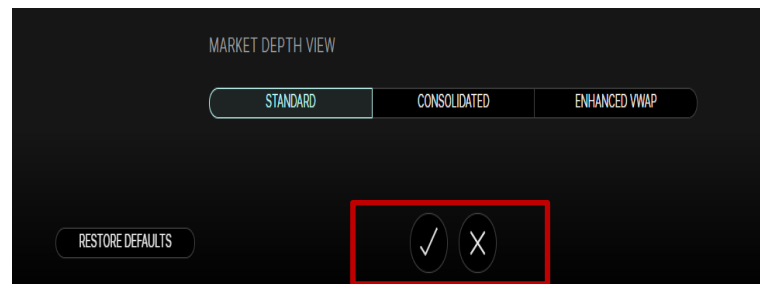 MARKET DEPTH VIEW
STANDARD CONSOLIDATED ENHANCED VWAP
RESTORE DEFAULTS